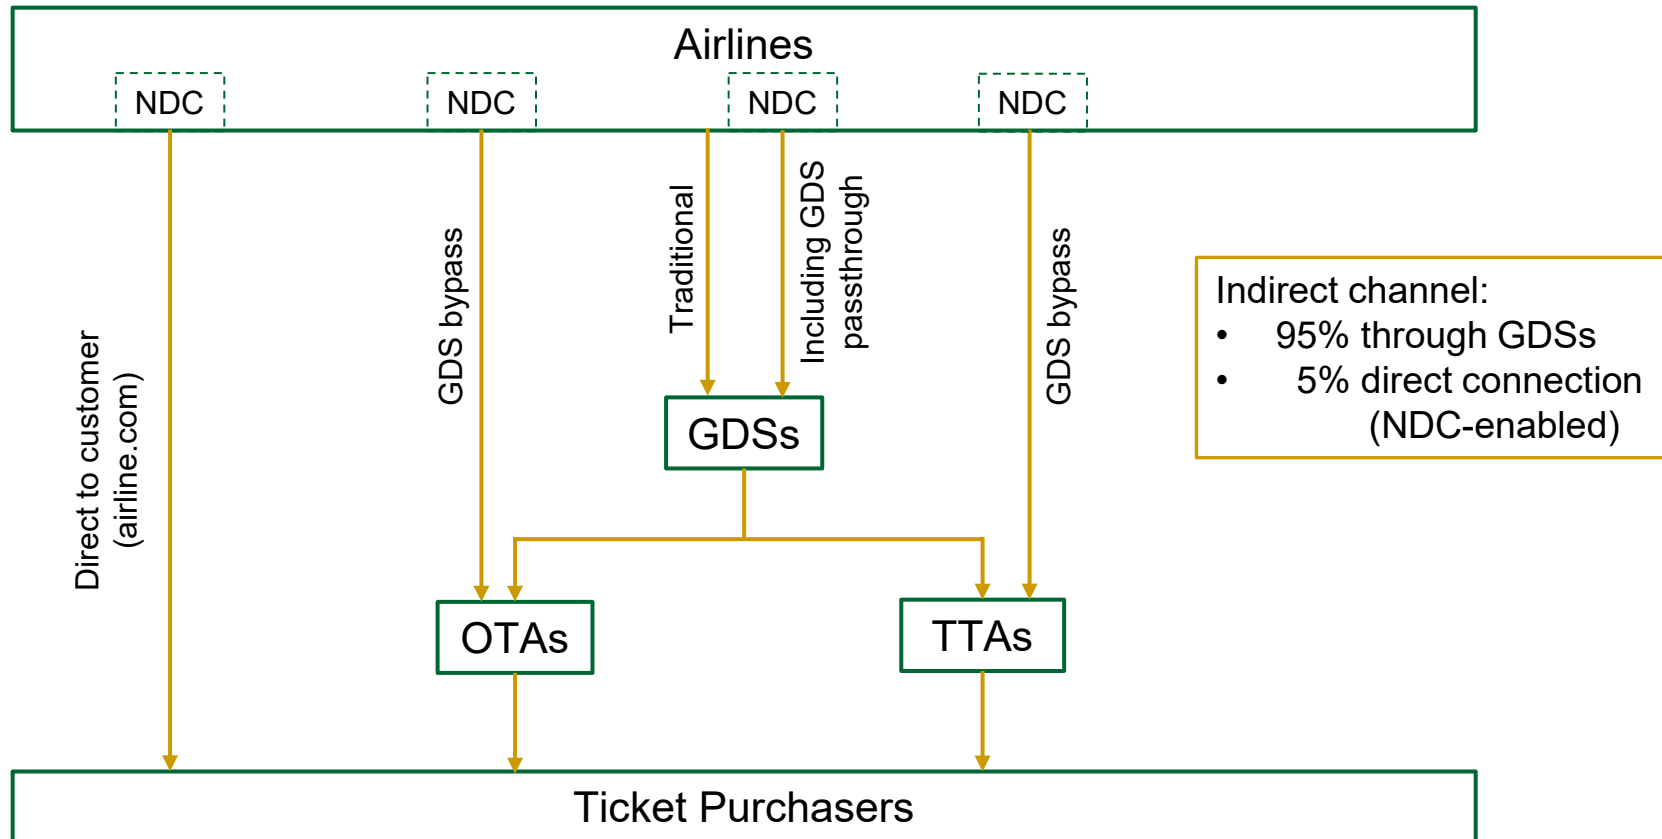 Airlines
NDC
NDC
NDC
NDC
Direct to customer
(airline.com)
GDS bypass
Traditional
Including GDS
passthrough
GDS bypass
Indirect channel:
• 95% through GDSs
• 5% direct connection
(NDC-enabled)
GDSs
OTAs
TTAs
Ticket Purchasers